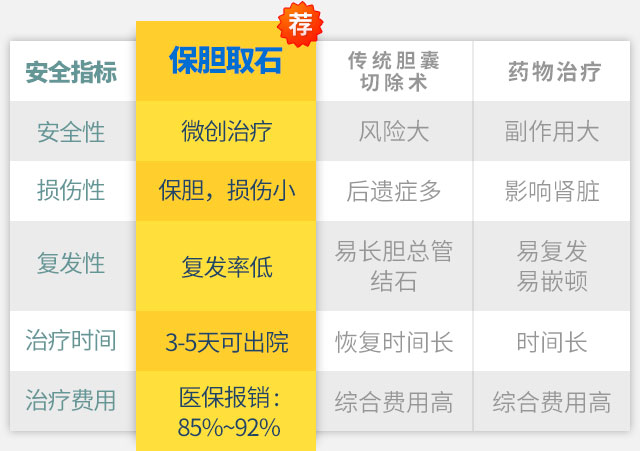 荐
安全指标 保胆取石 传统胆囊 药物治疗
切除术
安全性 微创治疗 风险大 副作用大
损伤性 保胆，损伤小 后遗症多 影响肾脏
复发性 复发率低 易长胆总管 易复发
结石 易嵌顿
治疗时间 3-5天可出院 恢复时间长 时间长
治疗费用 医保报销： 综合费用高 综合费用高
85%~92%